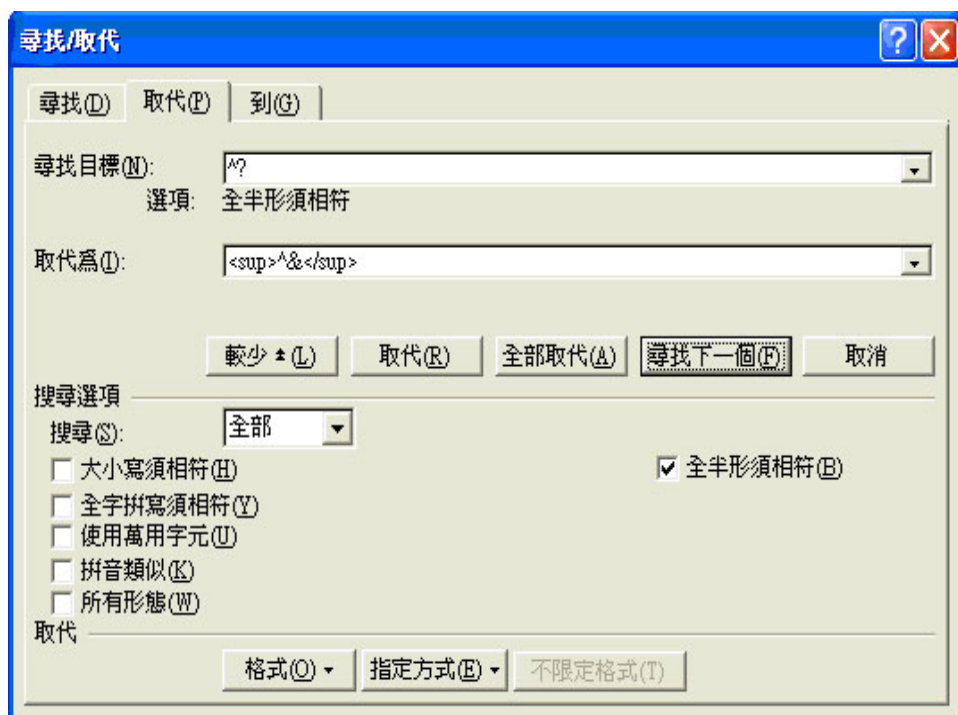 尋找/取代
尋找(D) 取代(P) 到(G)
尋找目標(N): ^?
選項: 全半形須相符
取代爲(I): <sup>^&</sup>
較少 (L) 取代(R) 全部取代(A) 尋找下一個(F) 取消
搜尋選項
搜尋(S): 全部
大小寫須相符(H) 全半形須相符(B)
全字拼寫須相符(Y)
使用萬用字元(U)
拼音類似(K)
所有形態(W)
取代
格式(O) 指定方式(E) 不限定格式(T)